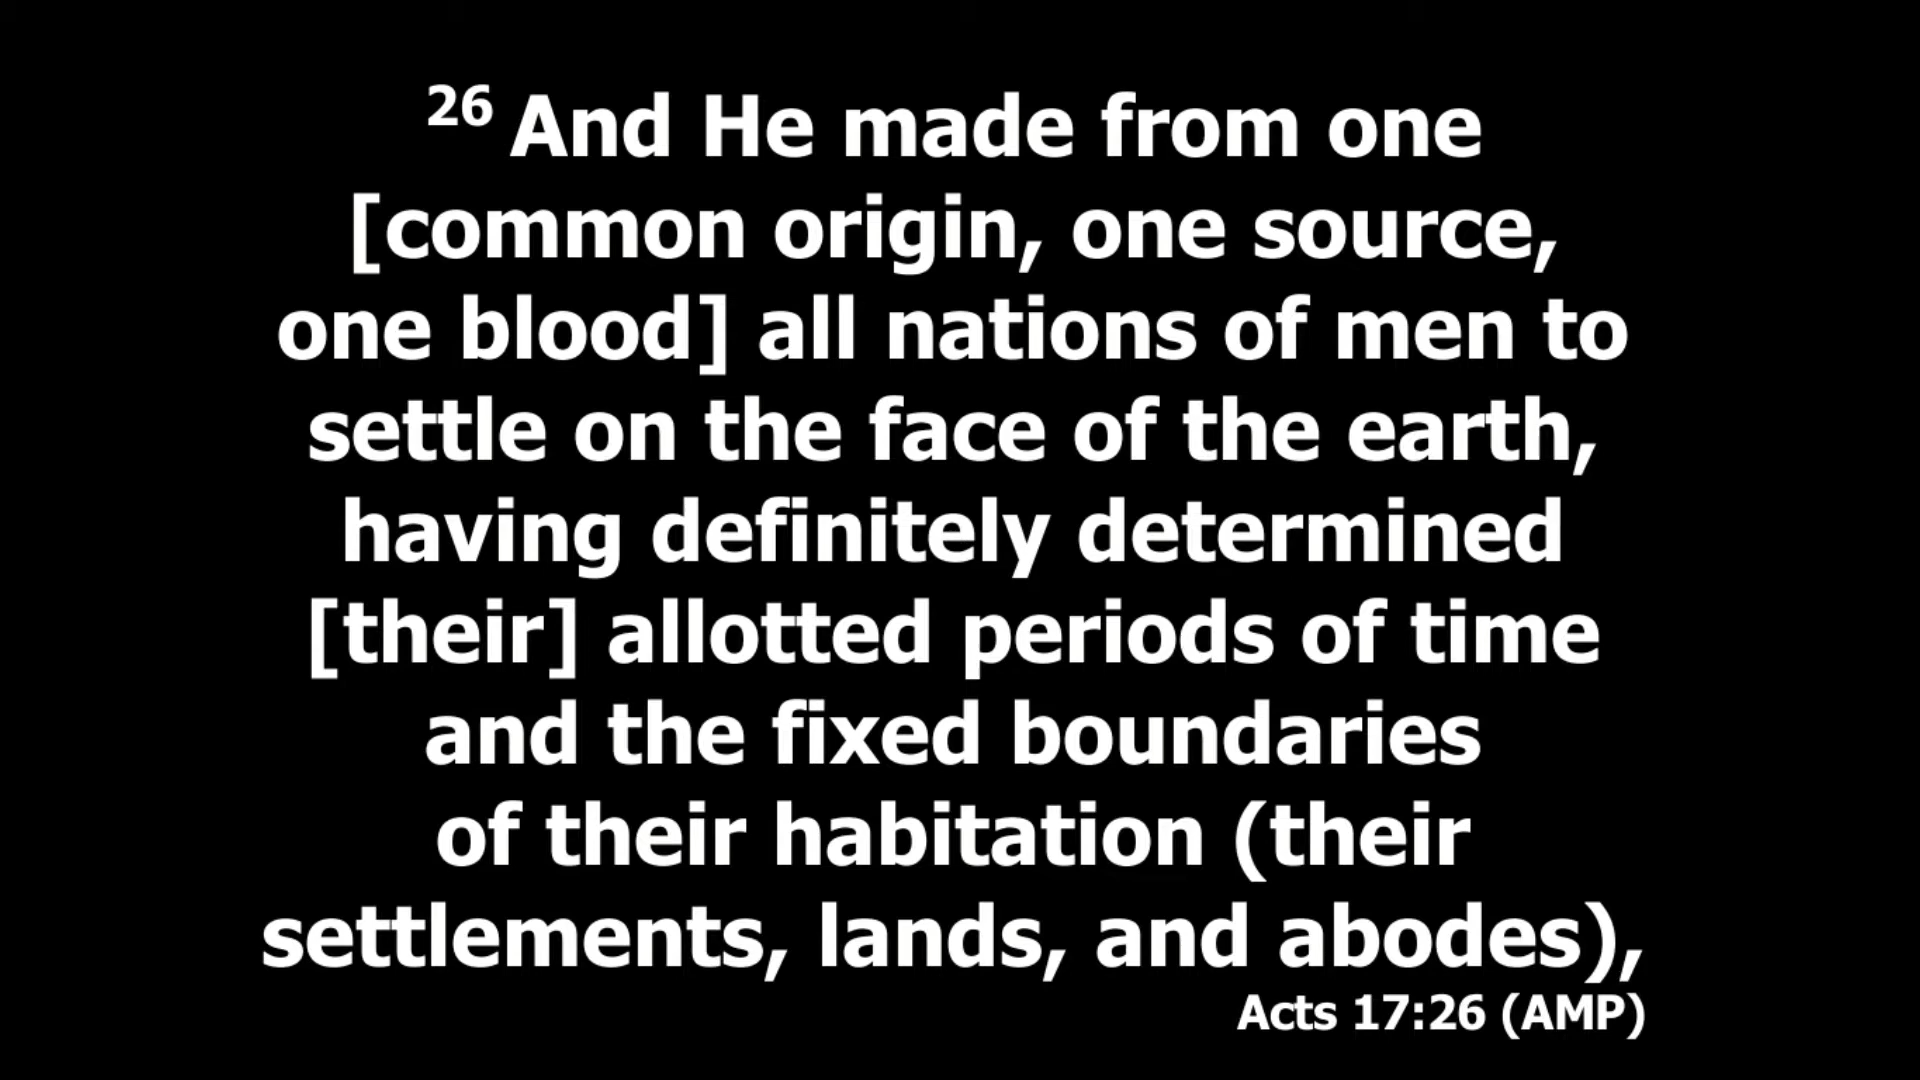 26 And He made from one
[common origin, one source,
one blood] all nations of men to
settle on the face of the earth,
having definitely determined
[their] allotted periods of time
and the fixed boundaries
of their habitation (their
settlements, lands, and abodes),
Acts 17:26 (AMP)